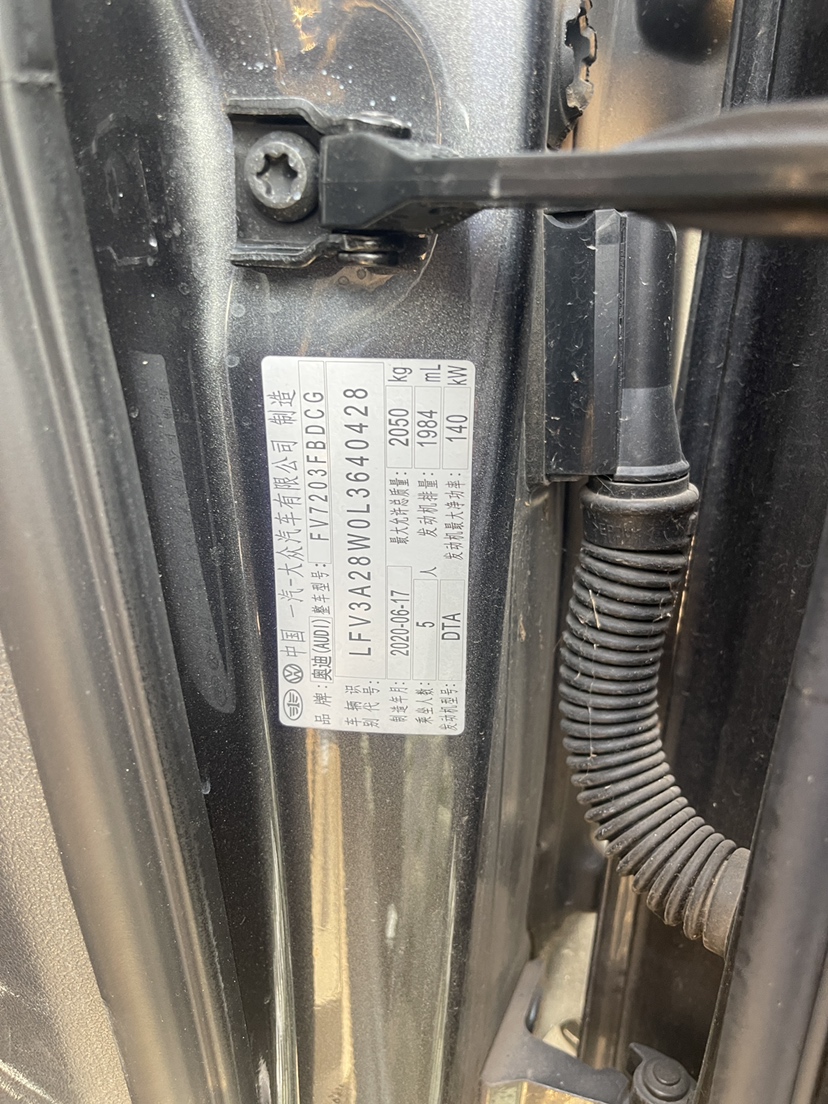 中国 一汽-大众汽车有限公司 制造
品 牌: 奥迪(AUDI) 整车型号: FV7203FBDCG
车辆识别代号: LFV3A28W0L3640428
制造年月: 2020-06-17 最大允许总质量: 2050 kg
乘坐人数: 5 人 发动机排量: 1984 mL
发动机型号: DTA 发动机最大净功率: 140 kW